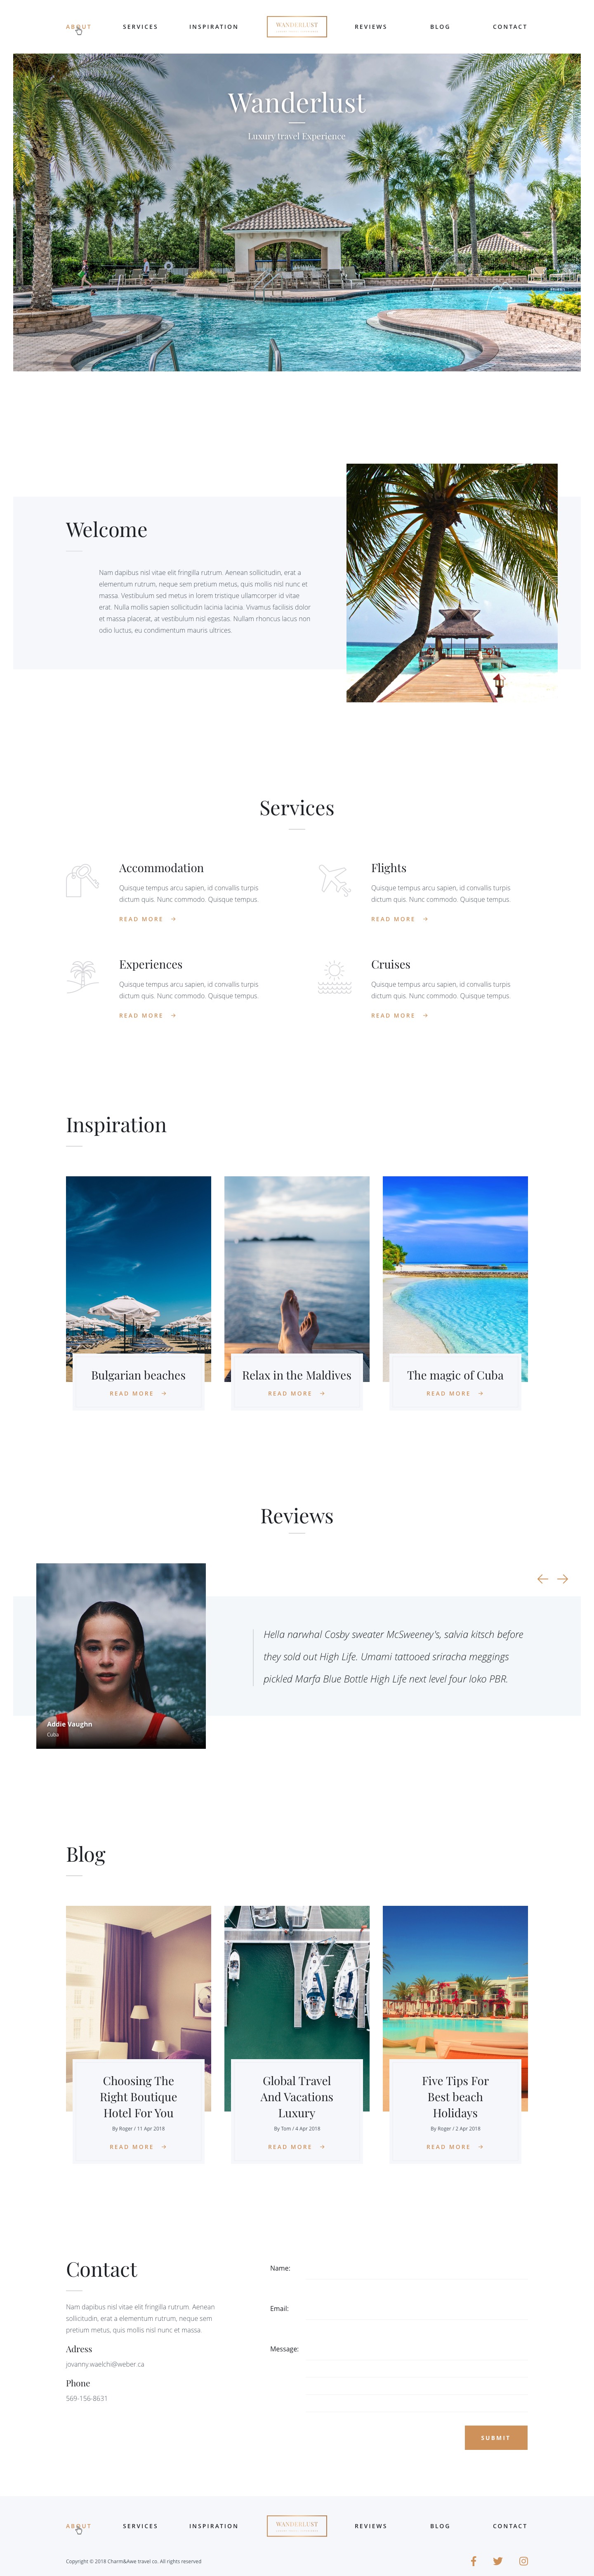 ABOUT SERVICES INSPIRATION WANDERLUST REVIEWS BLOG CONTACT
Wanderlust
Luxury travel Experience
Welcome
Nam dapibus nisl vitae elit fringilla rutrum. Aenean sollicitudin, erat a
elementum rutrum, neque sem pretium metus, quis mollis nisl nunc et
massa. Vestibulum sed metus in lorem tristique ullamcorper id vitae
erat. Nulla mollis sapien sollicitudin lacinia lacinia. Vivamus facilisis dolor
et massa placerat, at vestibulum nisl egestas. Nullam rhoncus lacus non
odio luctus, eu condimentum mauris ultrices.
Services
Accommodation
Quisque tempus arcu sapien, id convallis turpis
dictum quis. Nunc commodo. Quisque tempus.
READ MORE
Flights
Quisque tempus arcu sapien, id convallis turpis
dictum quis. Nunc commodo. Quisque tempus.
READ MORE
Experiences
Quisque tempus arcu sapien, id convallis turpis
dictum quis. Nunc commodo. Quisque tempus.
READ MORE
Cruises
Quisque tempus arcu sapien, id convallis turpis
dictum quis. Nunc commodo. Quisque tempus.
READ MORE
Inspiration
Bulgarian beaches
READ MORE
Relax in the Maldives
READ MORE
The magic of Cuba
READ MORE
Reviews
Hella narwhal Cosby sweater McSweeney's, salvia kitsch before
they sold out High Life. Umami tattooed sriracha meggings
pickled Marfa Blue Bottle High Life next level four loko PBR.
Addie Vaughn
Cuba
Blog
Choosing The
Right Boutique
Hotel For You
By Roger / 11 Apr 2018
READ MORE
Global Travel
And Vacations
Luxury
By Tom / 4 Apr 2018
READ MORE
Five Tips For
Best beach
Holidays
By Roger / 2 Apr 2018
READ MORE
Contact
Nam dapibus nisl vitae elit fringilla rutrum. Aenean
sollicitudin, erat a elementum rutrum, neque sem
pretium metus, quis mollis nisl nunc et massa.
Adress
jovanny.waelchi@weber.ca
Phone
569-156-8631
Name:
Email:
Message:
SUBMIT
ABOUT SERVICES INSPIRATION WANDERLUST REVIEWS BLOG CONTACT
Copyright © 2018 Charm&Awe travel co. All rights reserved